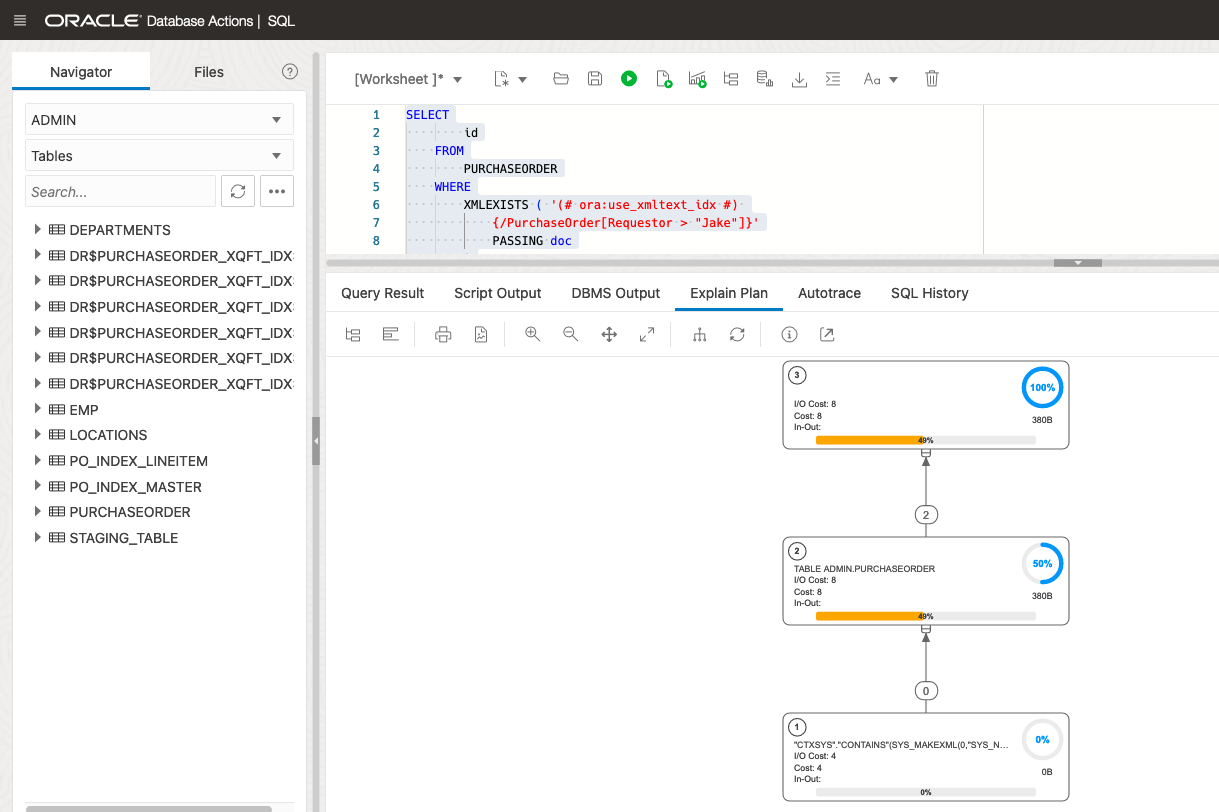 ORACLE Database Actions | SQL
Navigator
Files
?
ADMIN
Tables
Search...
DEPARTMENTS
DR$PURCHASEORDER_XQFT_IDX
DR$PURCHASEORDER_XQFT_IDX
DR$PURCHASEORDER_XQFT_IDX
DR$PURCHASEORDER_XQFT_IDX
DR$PURCHASEORDER_XQFT_IDX
DR$PURCHASEORDER_XQFT_IDX
EMP
LOCATIONS
PO_INDEX_LINEITEM
PO_INDEX_MASTER
PURCHASEORDER
STAGING_TABLE
[Worksheet ]*
Aa
1 SELECT
2 id
3 FROM
4 PURCHASEORDER
5 WHERE
6 XMLEXISTS ( '(# ora:use_xmltext_idx #)
7 {/PurchaseOrder[Requestor > "Jake"]}'
8 PASSING doc
Query Result Script Output DBMS Output Explain Plan Autotrace SQL History
3
100%
I/O Cost: 8
Cost: 8
380B
In-Out:
49%
2
2
50%
TABLE ADMIN.PURCHASEORDER
I/O Cost: 8
Cost: 8
380B
In-Out:
49%
0
1
0%
"CTXSYS"."CONTAINS"(SYS_MAKEXML(0,"SYS_N...
I/O Cost: 4
Cost: 4
0B
In-Out:
0%